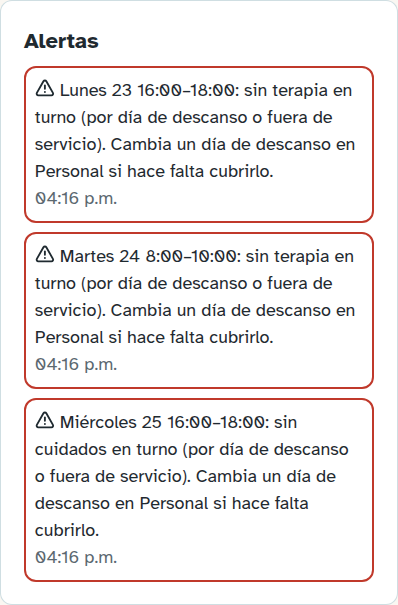 Alertas
Lunes 23 16:00–18:00: sin terapia en
turno (por día de descanso o fuera de
servicio). Cambia un día de descanso en
Personal si hace falta cubrirlo.
04:16 p.m.
Martes 24 8:00–10:00: sin terapia en
turno (por día de descanso o fuera de
servicio). Cambia un día de descanso en
Personal si hace falta cubrirlo.
04:16 p.m.
Miércoles 25 16:00–18:00: sin
cuidados en turno (por día de descanso
o fuera de servicio). Cambia un día de
descanso en Personal si hace falta
cubrirlo.
04:16 p.m.